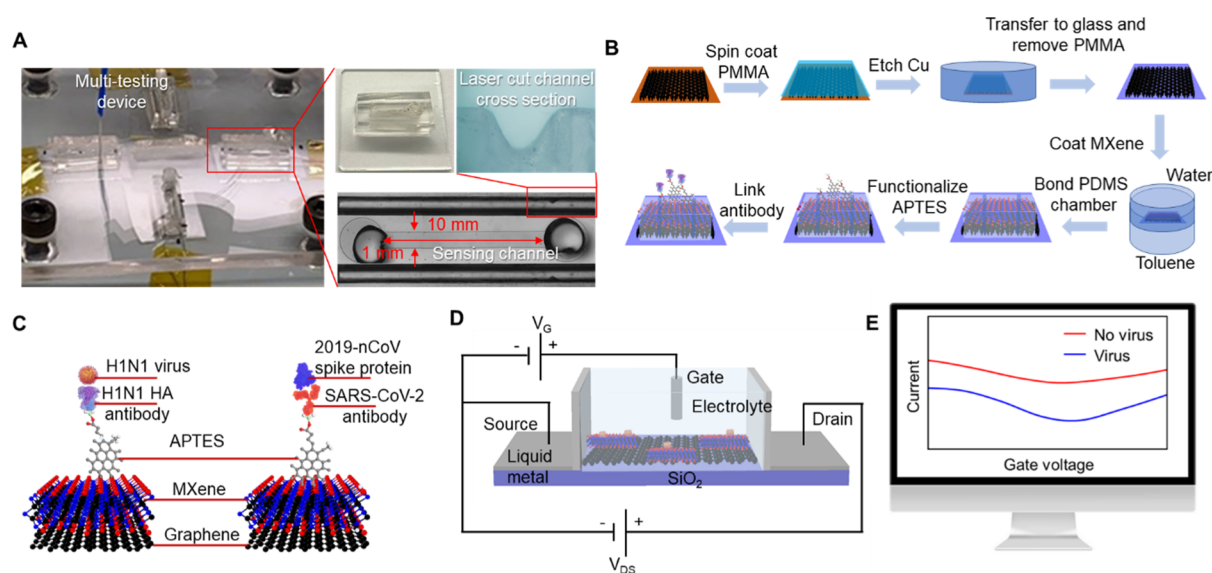 A
Multi-testing
device
Laser cut channel
cross section
10 mm
1 mm
Sensing channel
B
Spin coat
PMMA
Etch Cu
Transfer to glass and
remove PMMA
Coat MXene
Water
Toluene
Bond PDMS
chamber
Functionalize
APTES
Link
antibody
C
H1N1 virus
H1N1 HA
antibody
2019-nCoV
spike protein
SARS-CoV-2
antibody
APTES
MXene
Graphene
D
V_G
- +
Gate
Electrolyte
Source
Drain
Liquid
metal
SiO₂
- +
V_DS
E
No virus
Virus
Current
Gate voltage